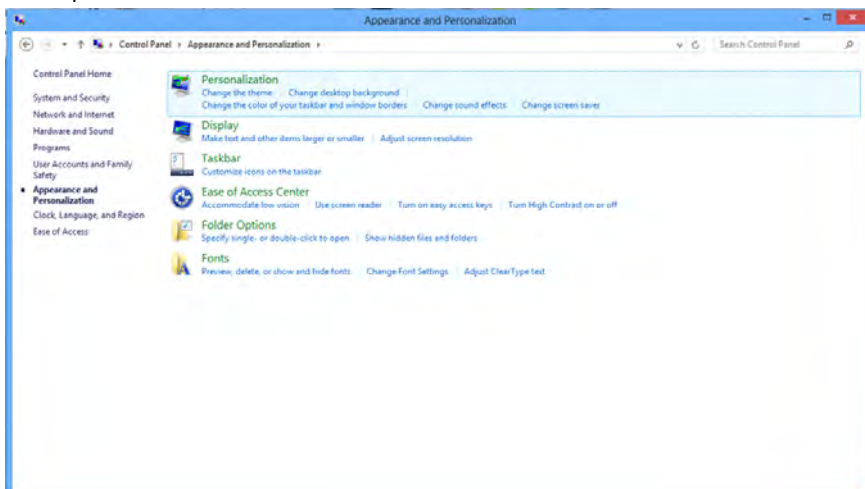 Appearance and Personalization
Control Panel Appearance and Personalization
Search Control Panel
Control Panel Home
System and Security
Network and Internet
Hardware and Sound
Programs
User Accounts and Family
Safety
Appearance and
Personalization
Clock, Language, and Region
Ease of Access
Personalization
Change the theme Change desktop background
Change the color of your taskbar and window borders Change sound effects Change screen saver
Display
Make text and other items larger or smaller Adjust screen resolution
Taskbar
Customize icons on the taskbar
Ease of Access Center
Accommodate low vision Use screen reader Turn on easy access keys Turn High Contrast on or off
Folder Options
Specify single- or double-click to open Show hidden files and folders
Fonts
Preview, delete, or show and hide fonts Change Font Settings Adjust ClearType text